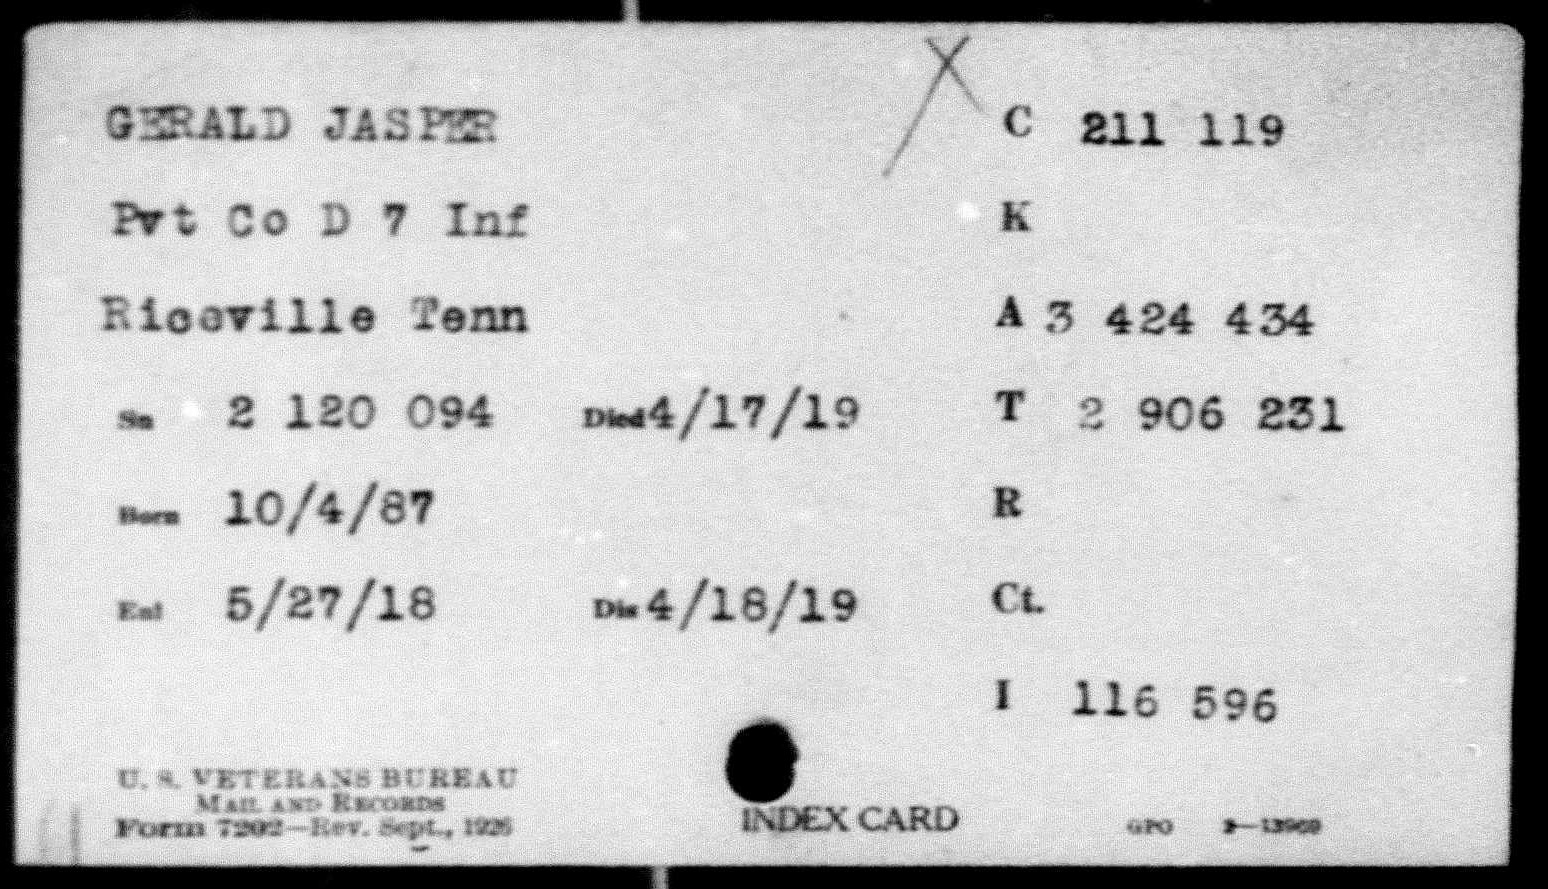 GERALD JASPER
C 211 119
Pvt Co D 7 Inf
K
Riceville Tenn
A 3 424 434
Sn 2 120 094 Died 4/17/19
T 2 906 231
Born 10/4/87
R
Enl 5/27/18 Dis 4/18/19
Ct.
I 116 596
U. S. VETERANS BUREAU
MAIL AND RECORDS
Form 7202—Rev. Sept., 1926
INDEX CARD
GPO 2—13969